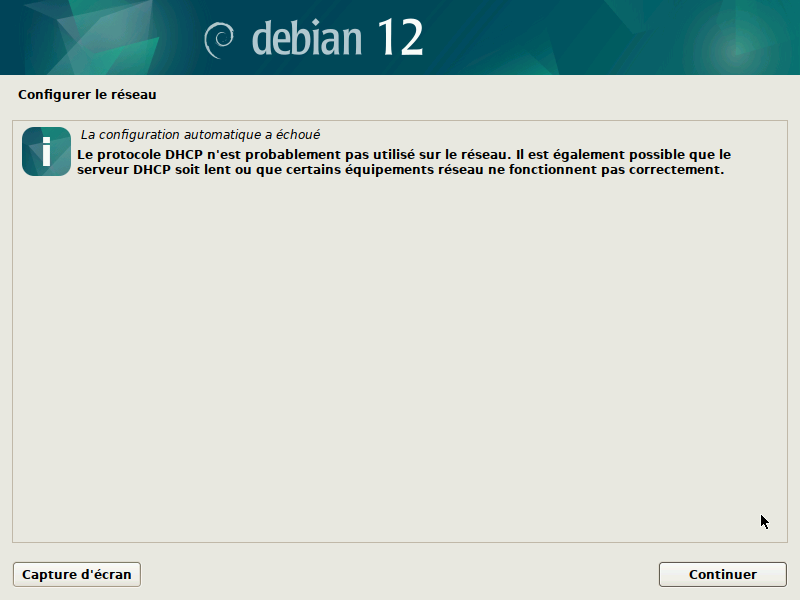 debian 12
Configurer le réseau
La configuration automatique a échoué
Le protocole DHCP n'est probablement pas utilisé sur le réseau. Il est également possible que le
serveur DHCP soit lent ou que certains équipements réseau ne fonctionnent pas correctement.
Capture d'écran
Continuer